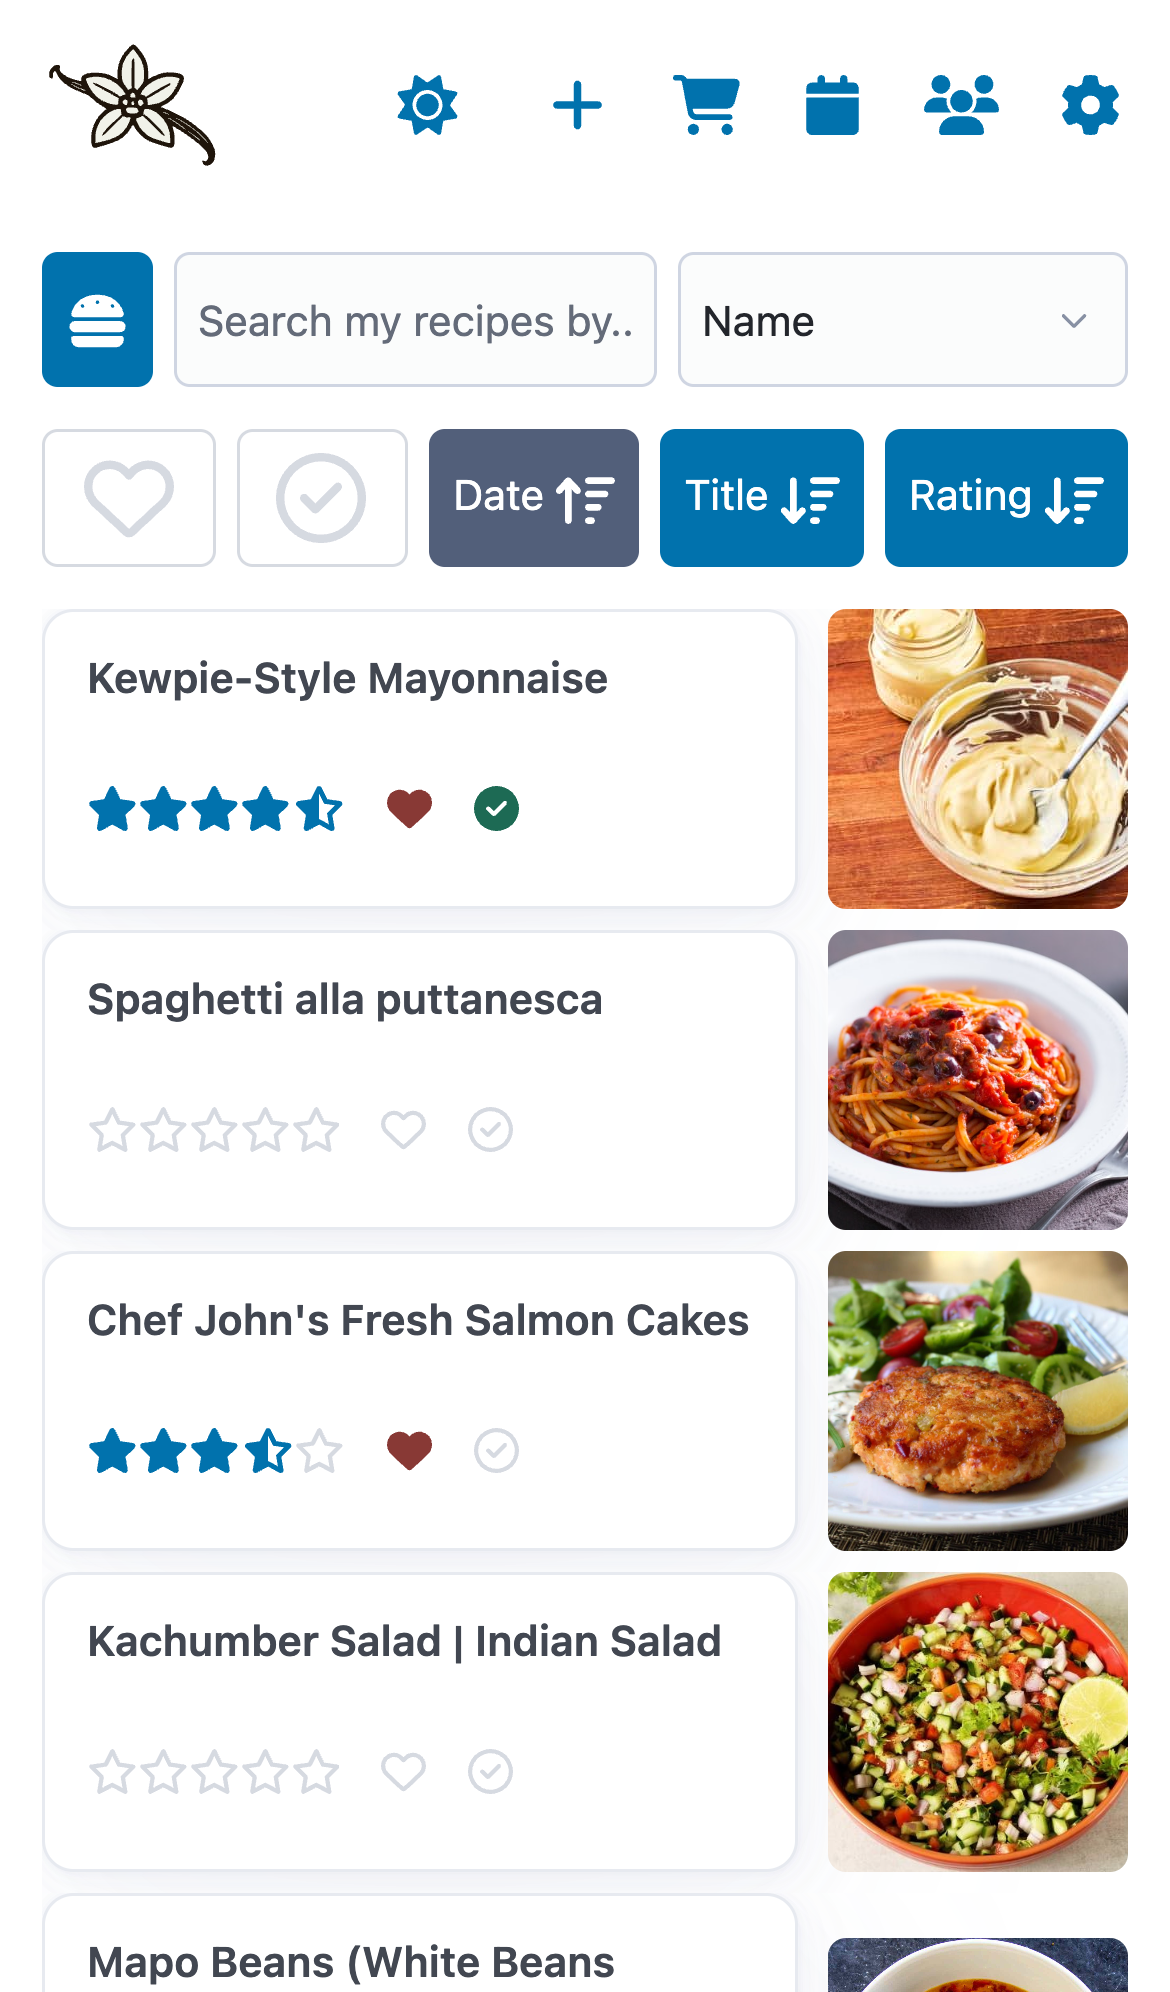 Search my recipes by..
Name
Date
Title
Rating
Kewpie-Style Mayonnaise
Spaghetti alla puttanesca
Chef John's Fresh Salmon Cakes
Kachumber Salad | Indian Salad
Mapo Beans (White Beans